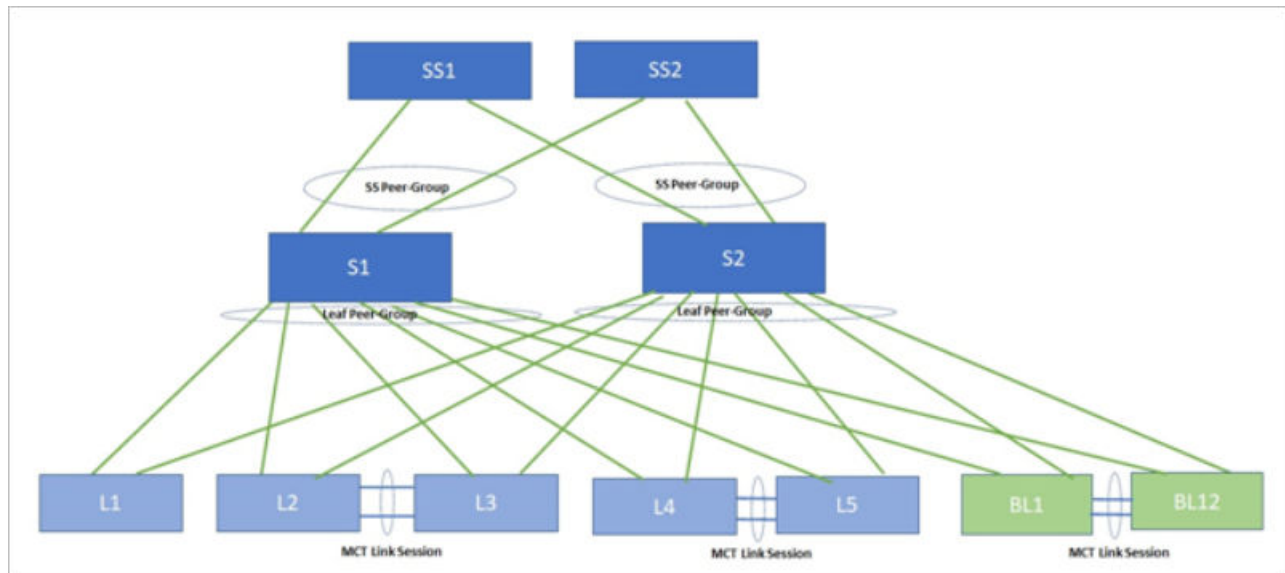 SS1
SS2
SS Peer-Group
SS Peer-Group
S1
S2
Leaf Peer-Group
Leaf Peer-Group
L1
L2
L3
L4
L5
BL1
BL12
MCT Link Session
MCT Link Session
MCT Link Session